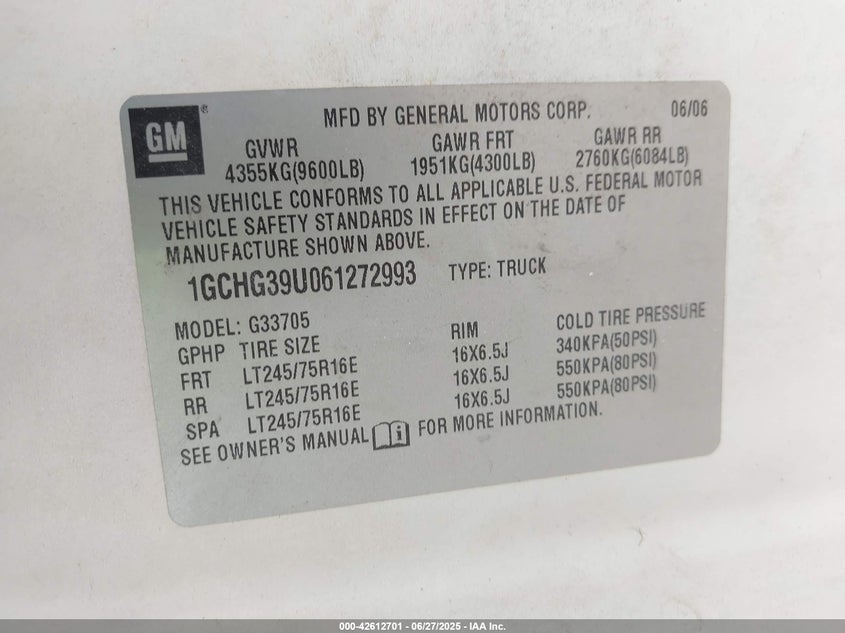 GM®
MFD BY GENERAL MOTORS CORP. 06/06
GVWR GAWR FRT GAWR RR
4355KG(9600LB) 1951KG(4300LB) 2760KG(6084LB)
THIS VEHICLE CONFORMS TO ALL APPLICABLE U.S. FEDERAL MOTOR
VEHICLE SAFETY STANDARDS IN EFFECT ON THE DATE OF
MANUFACTURE SHOWN ABOVE.
1GCHG39U061272993 TYPE: TRUCK
MODEL: G33705
GPHP TIRE SIZE RIM COLD TIRE PRESSURE
FRT LT245/75R16E 16X6.5J 340KPA(50PSI)
RR LT245/75R16E 16X6.5J 550KPA(80PSI)
SPA LT245/75R16E 16X6.5J 550KPA(80PSI)
SEE OWNER'S MANUAL i FOR MORE INFORMATION.
000-42612701 - 06/27/2025 - IAA Inc.